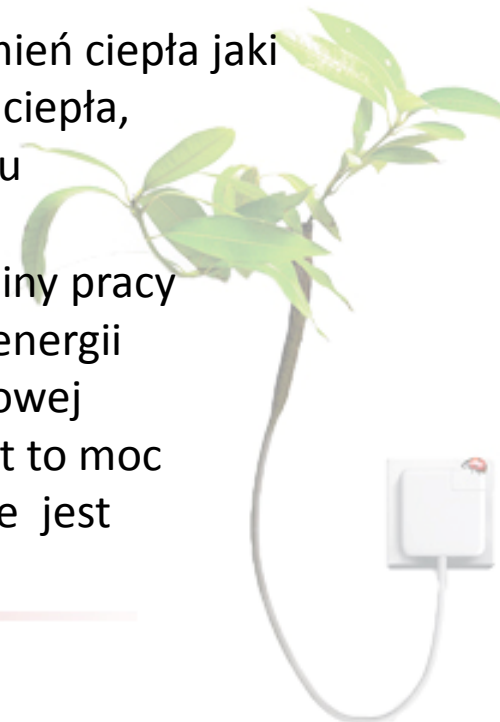 mień ciepła jaki
ciepła,
u
iny pracy
energii
owej
t to moc
e jest